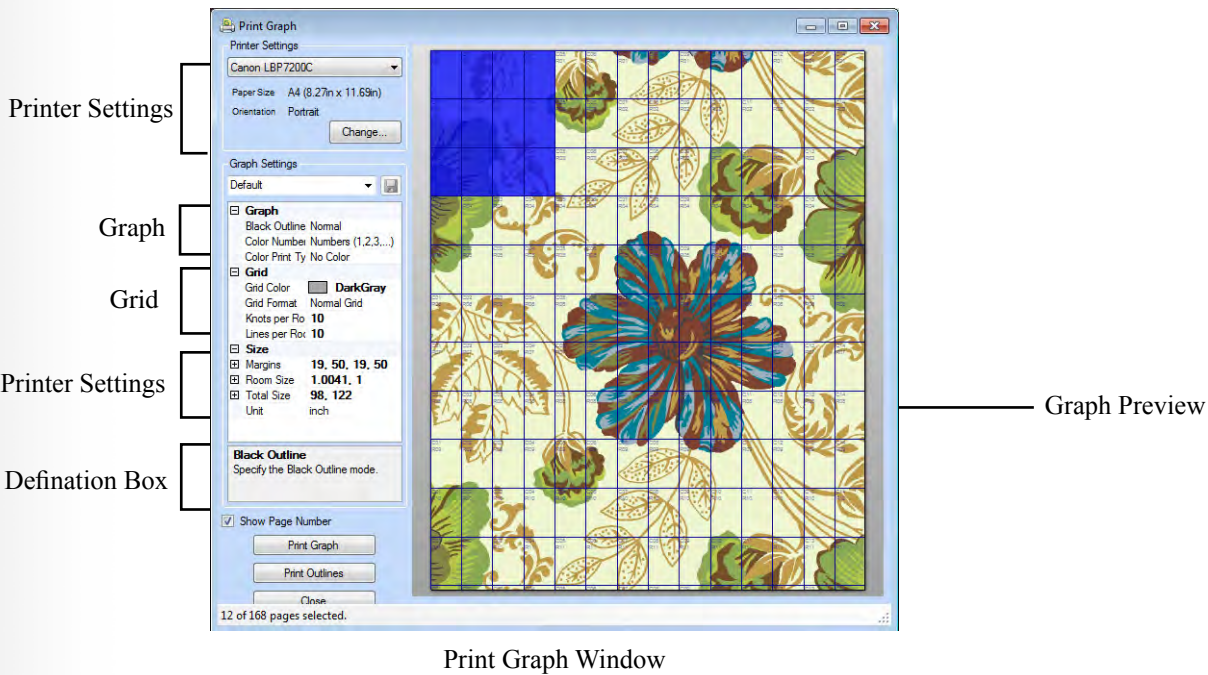 Print Graph
Printer Settings
Canon LBP7200C
Paper Size A4 (8.27in x 11.69in)
Orientation Portrait
Change...
Graph Settings
Default
Graph
Black Outline Normal
Color Number Numbers (1,2,3,...)
Color Print Ty No Color
Grid
Grid Color DarkGray
Grid Format Normal Grid
Knots per Ro 10
Lines per Roo 10
Size
Margins 19, 50, 19, 50
Room Size 1.0041, 1
Total Size 98, 122
Unit inch
Black Outline
Specify the Black Outline mode.
Show Page Number
Print Graph
Print Outlines
Close
12 of 168 pages selected.
Printer Settings
Graph
Grid
Printer Settings
Defination Box
Graph Preview
Print Graph Window